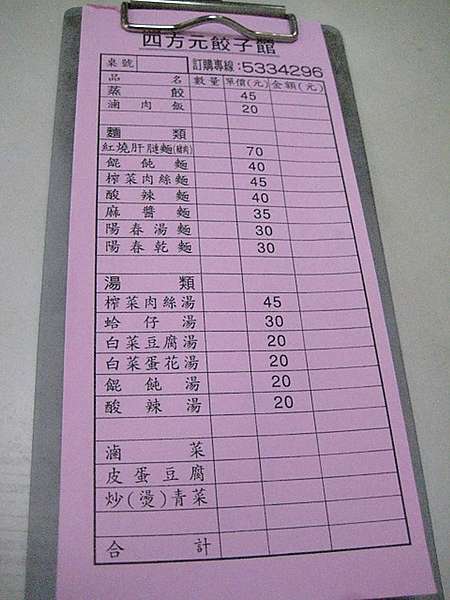 四方元餃子館
桌號 訂購專線:5334296
品名 數量 單價(元) 金額(元)
蒸餃 45
滷肉飯 20
麵類
紅燒肝腱麵(豬肉) 70
餛飩麵 40
榨菜肉絲麵 45
酸辣麵 40
麻醬麵 35
陽春湯麵 30
陽春乾麵 30
湯類
榨菜肉絲湯 45
蛤仔湯 30
白菜豆腐湯 20
白菜蛋花湯 20
餛飩湯 20
酸辣湯 20
滷菜
皮蛋豆腐
炒(燙)青菜
合計